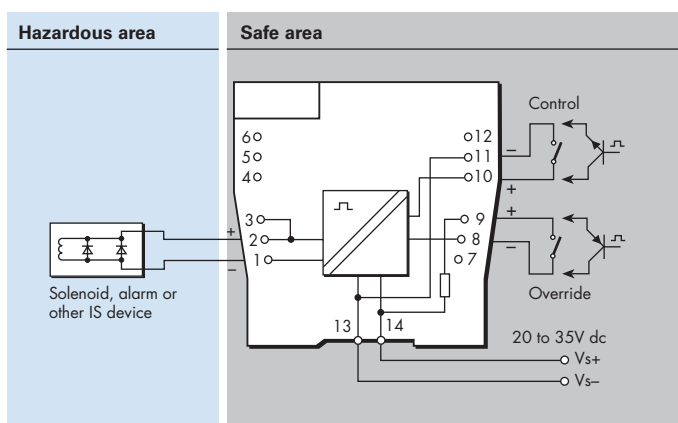 Hazardous area
Safe area
Control
6
5
4
3
2
1
12
11
10
9
8
7
–
+
+
–
+
–
Solenoid, alarm or
other IS device
Override
13
14
20 to 35V dc
Vs+
Vs–